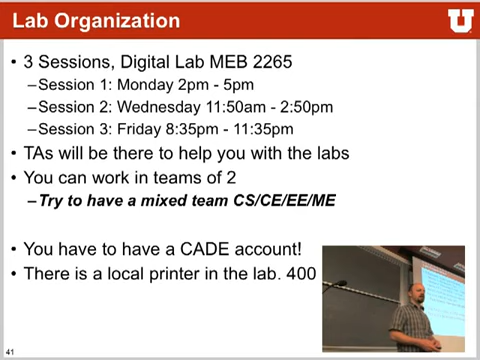 Lab Organization
U
• 3 Sessions, Digital Lab MEB 2265
–Session 1: Monday 2pm - 5pm
–Session 2: Wednesday 11:50am - 2:50pm
–Session 3: Friday 8:35pm - 11:35pm
• TAs will be there to help you with the labs
• You can work in teams of 2
–Try to have a mixed team CS/CE/EE/ME
• You have to have a CADE account!
• There is a local printer in the lab. 400
41